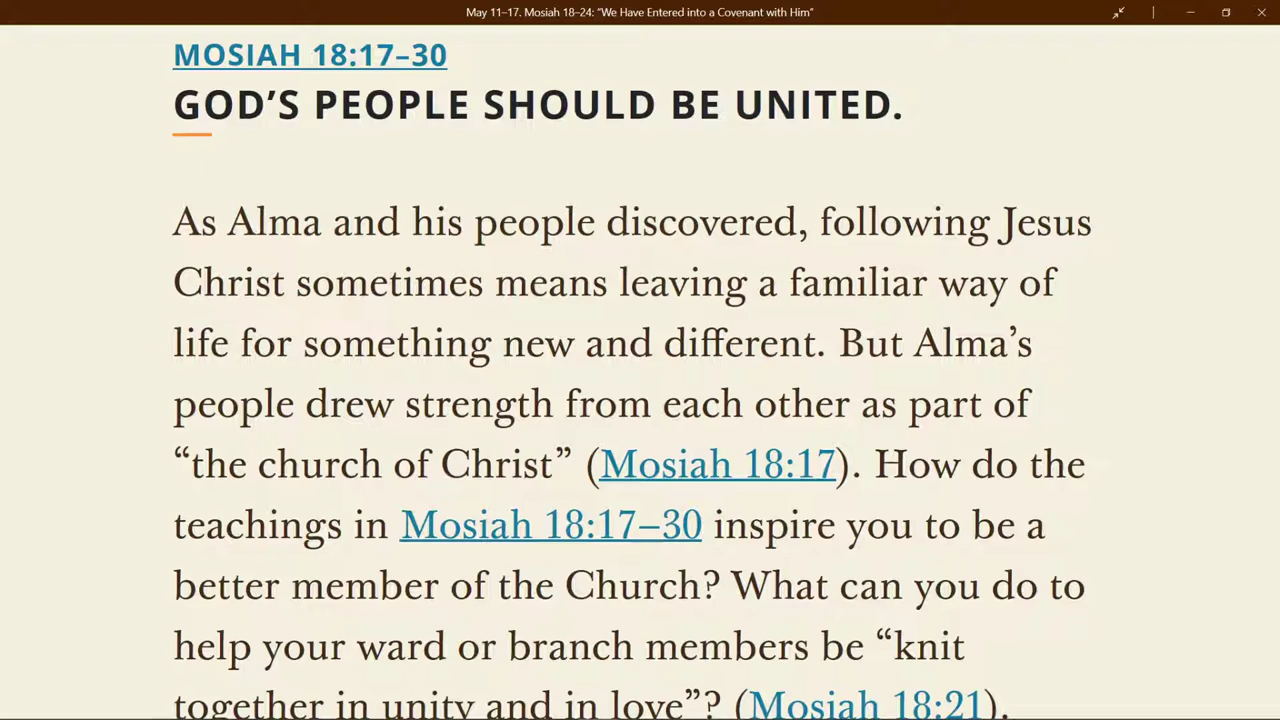 May 11–17. Mosiah 18–24: “We Have Entered into a Covenant with Him”
MOSIAH 18:17–30
GOD’S PEOPLE SHOULD BE UNITED.
As Alma and his people discovered, following Jesus
Christ sometimes means leaving a familiar way of
life for something new and different. But Alma’s
people drew strength from each other as part of
“the church of Christ” (Mosiah 18:17). How do the
teachings in Mosiah 18:17–30 inspire you to be a
better member of the Church? What can you do to
help your ward or branch members be “knit
together in unity and in love”? (Mosiah 18:21).